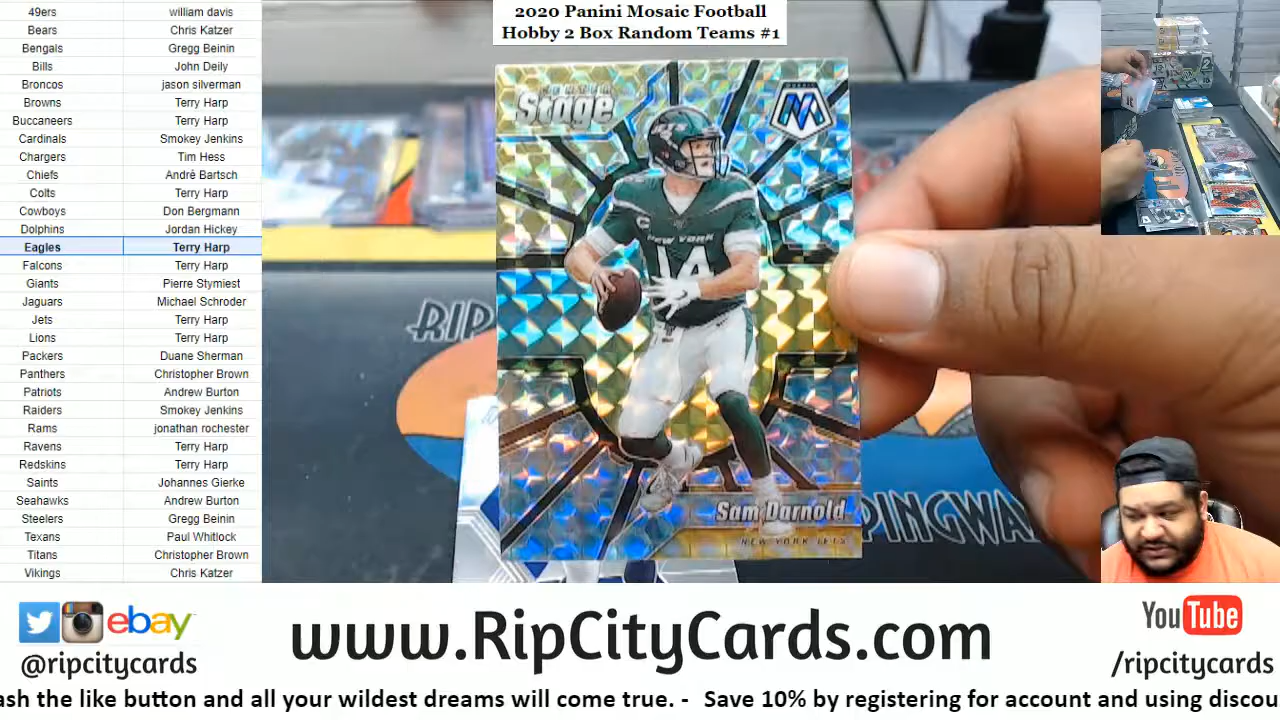 2020 Panini Mosaic Football
Hobby 2 Box Random Teams #1
49ers william davis
Bears Chris Katzer
Bengals Gregg Beinin
Bills John Deily
Broncos jason silverman
Browns Terry Harp
Buccaneers Terry Harp
Cardinals Smokey Jenkins
Chargers Tim Hess
Chiefs Andrè Bartsch
Colts Terry Harp
Cowboys Don Bergmann
Dolphins Jordan Hickey
Eagles Terry Harp
Falcons Terry Harp
Giants Pierre Stymiest
Jaguars Michael Schroder
Jets Terry Harp
Lions Terry Harp
Packers Duane Sherman
Panthers Christopher Brown
Patriots Andrew Burton
Raiders Smokey Jenkins
Rams jonathan rochester
Ravens Terry Harp
Redskins Terry Harp
Saints Johannes Gierke
Seahawks Andrew Burton
Steelers Gregg Beinin
Texans Paul Whitlock
Titans Christopher Brown
Vikings Chris Katzer
CENTER
Stage
MOSAIC
M
NEW YORK
14
Sam Darnold
NEW YORK JETS
RIP
PINGWA
ebay
@ripcitycards
www.RipCityCards.com
YouTube
/ripcitycards
ash the like button and all your wildest dreams will come true. - Save 10% by registering for account and using discou